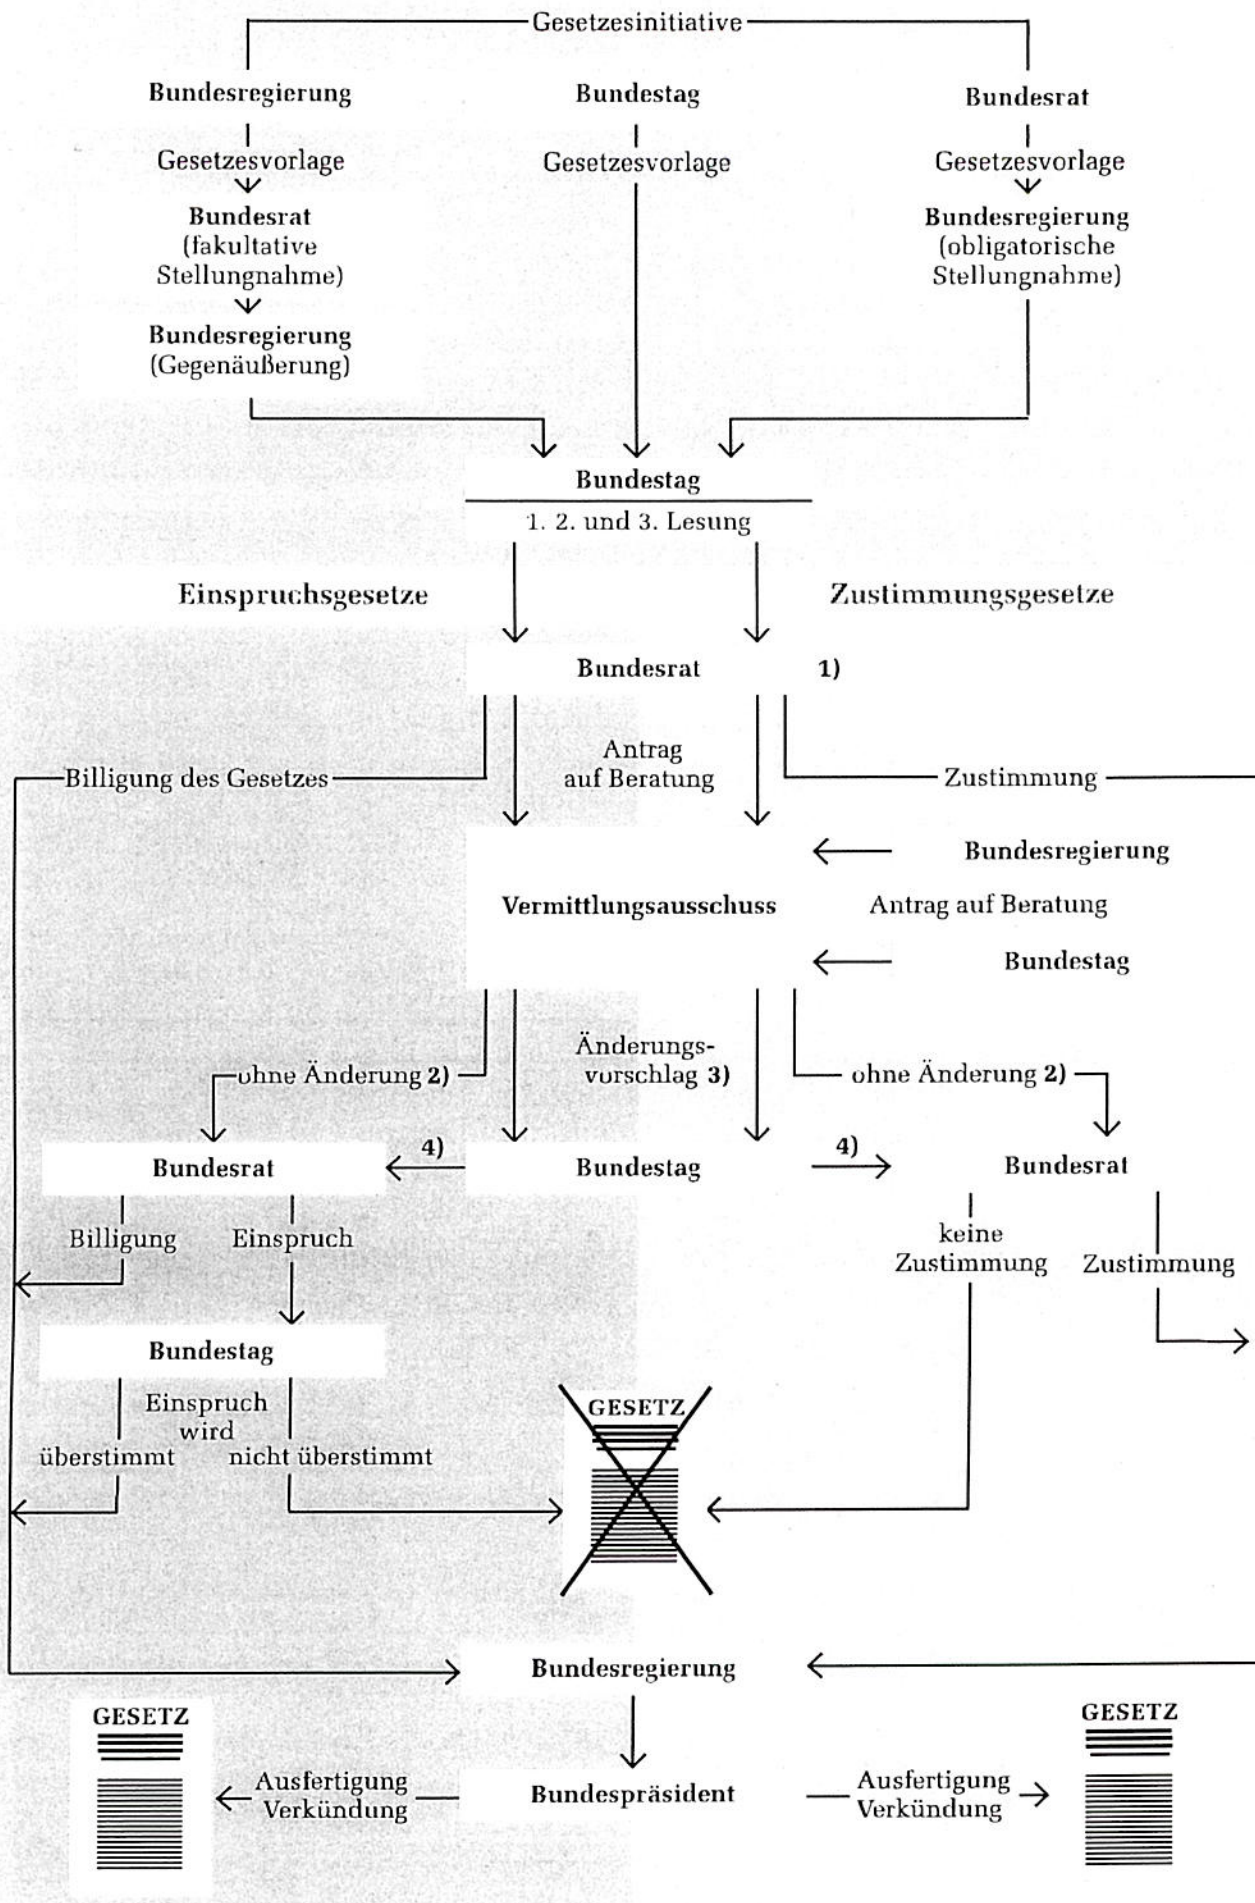 Gesetzesinitiative
Bundesregierung
Bundestag
Bundesrat
Gesetzesvorlage
Gesetzesvorlage
Gesetzesvorlage
Bundesrat
(fakultative
Stellungnahme)
Bundesregierung
(obligatorische
Stellungnahme)
Bundesregierung
(Gegenäußerung)
Bundestag
1. 2. und 3. Lesung
Einspruchsgesetze
Zustimmungsgesetze
Bundesrat 1)
Antrag
auf Beratung
Billigung des Gesetzes
Zustimmung
Bundesregierung
Vermittlungsausschuss
Antrag auf Beratung
Bundestag
Änderungs-
vorschlag 3)
ohne Änderung 2)
ohne Änderung 2)
Bundesrat
4)
Bundestag
4)
Bundesrat
Billigung
Einspruch
keine
Zustimmung
Zustimmung
Bundestag
Einspruch
wird
überstimmt
nicht überstimmt
GESETZ
Bundesregierung
GESETZ
GESETZ
Ausfertigung
Verkündung
Bundespräsident
Ausfertigung
Verkündung